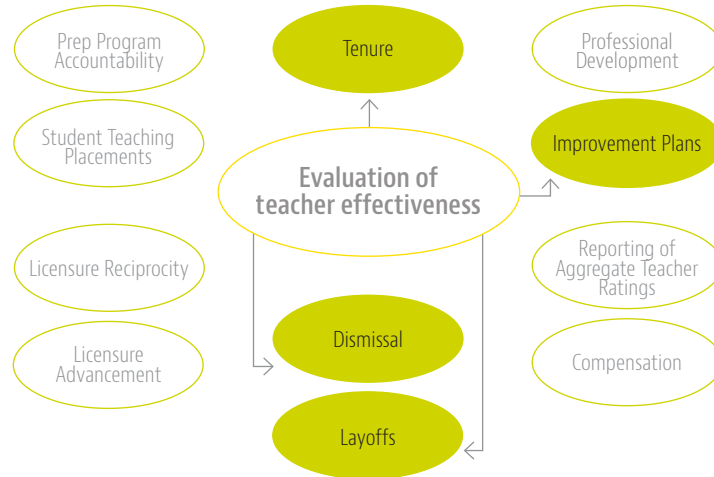 Prep Program
Accountability
Tenure
Professional
Development
Student Teaching
Placements
Improvement Plans
Evaluation of
teacher effectiveness
Licensure Reciprocity
Reporting of
Aggregate Teacher
Ratings
Dismissal
Licensure
Advancement
Compensation
Layoffs